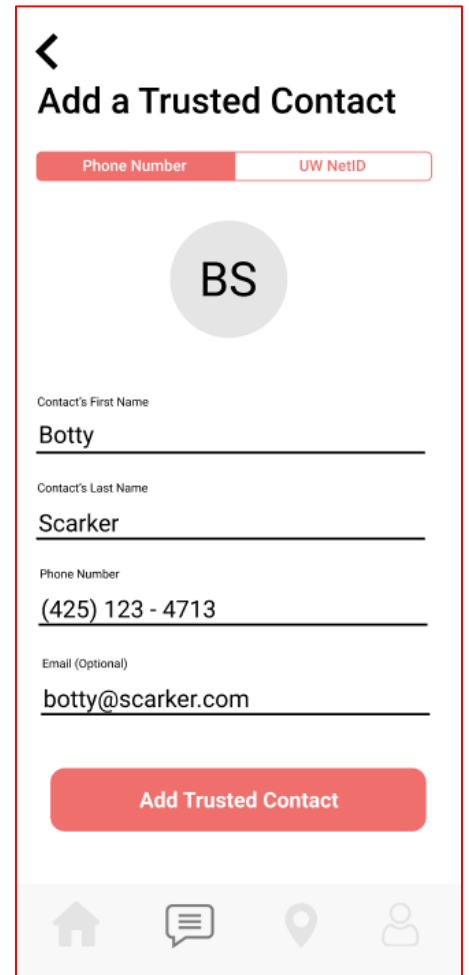 Add a Trusted Contact
Phone Number UW NetID
BS
Contact's First Name
Botty
Contact's Last Name
Scarker
Phone Number
(425) 123 - 4713
Email (Optional)
botty@scarker.com
Add Trusted Contact